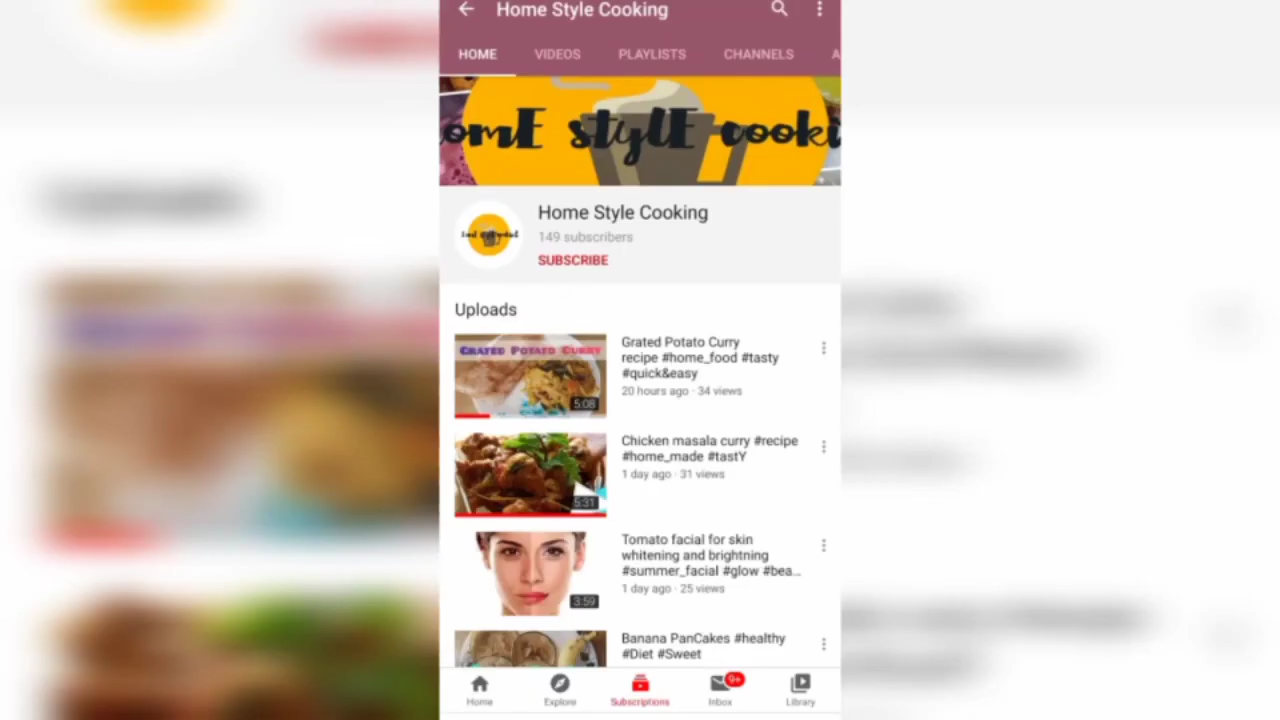 Home Style Cooking
HOME VIDEOS PLAYLISTS CHANNELS A
omE stylE cooki
Home Style Cooking
149 subscribers
SUBSCRIBE
Uploads
GRATED POTATO CURRY
5:08
Grated Potato Curry
recipe #home_food #tasty
#quick&easy
20 hours ago · 34 views
5:31
Chicken masala curry #recipe
#home_made #tastY
1 day ago · 31 views
3:59
Tomato facial for skin
whitening and brightning
#summer_facial #glow #bea...
1 day ago · 25 views
Banana PanCakes #healthy
#Diet #Sweet
9+
Home Explore Subscriptions Inbox Library